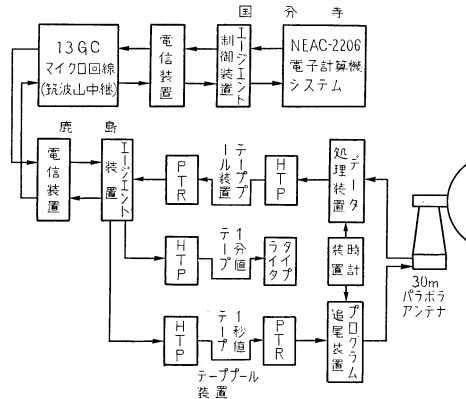 国分寺
13GC
マイクロ回線
(筑波山中継)
電信装置
エージェント
制御装置
NEAC-2206
電子計算機
システム
鹿島
電信装置
エージェント
装置
PTR
テーププ
ール装置
HTP
データ
処理装置
HTP
1分値
テープ
タイプ
ライタ
時計
装置
30m
パラボラ
アンテナ
HTP
1秒値
テープ
PTR
プログラム
追尾装置
テーププール
装置